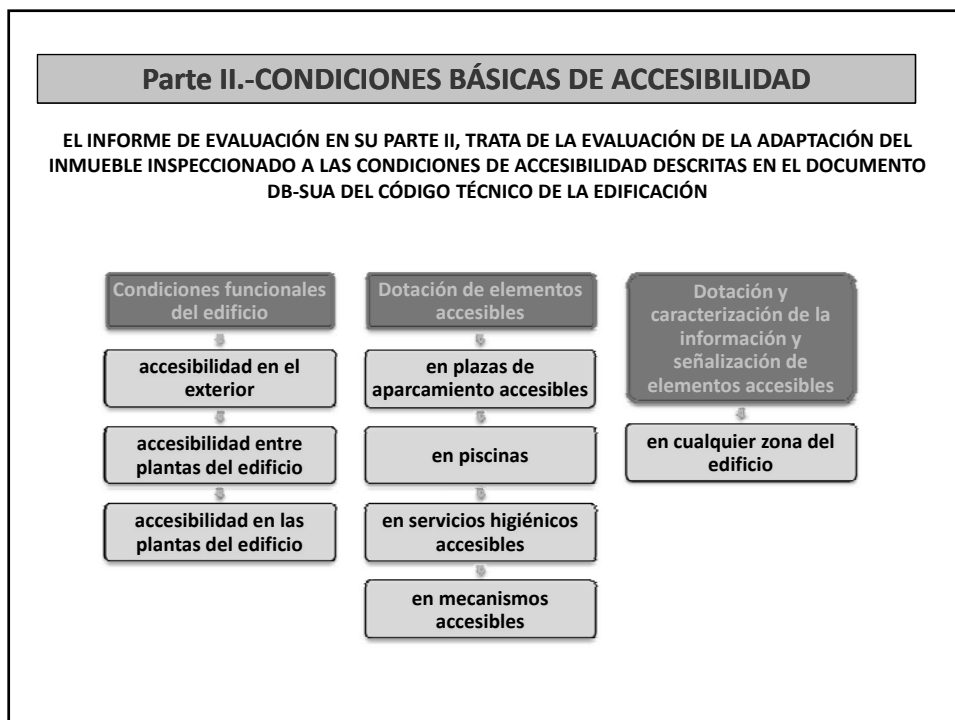 Parte II.-CONDICIONES BÁSICAS DE ACCESIBILIDAD
EL INFORME DE EVALUACIÓN EN SU PARTE II, TRATA DE LA EVALUACIÓN DE LA ADAPTACIÓN DEL
INMUEBLE INSPECCIONADO A LAS CONDICIONES DE ACCESIBILIDAD DESCRITAS EN EL DOCUMENTO
DB-SUA DEL CÓDIGO TÉCNICO DE LA EDIFICACIÓN
Condiciones funcionales
del edificio
accesibilidad en el
exterior
accesibilidad entre
plantas del edificio
accesibilidad en las
plantas del edificio
Dotación de elementos
accesibles
en plazas de
aparcamiento accesibles
en piscinas
en servicios higiénicos
accesibles
en mecanismos
accesibles
Dotación y
caracterización de la
información y
señalización de
elementos accesibles
en cualquier zona del
edificio